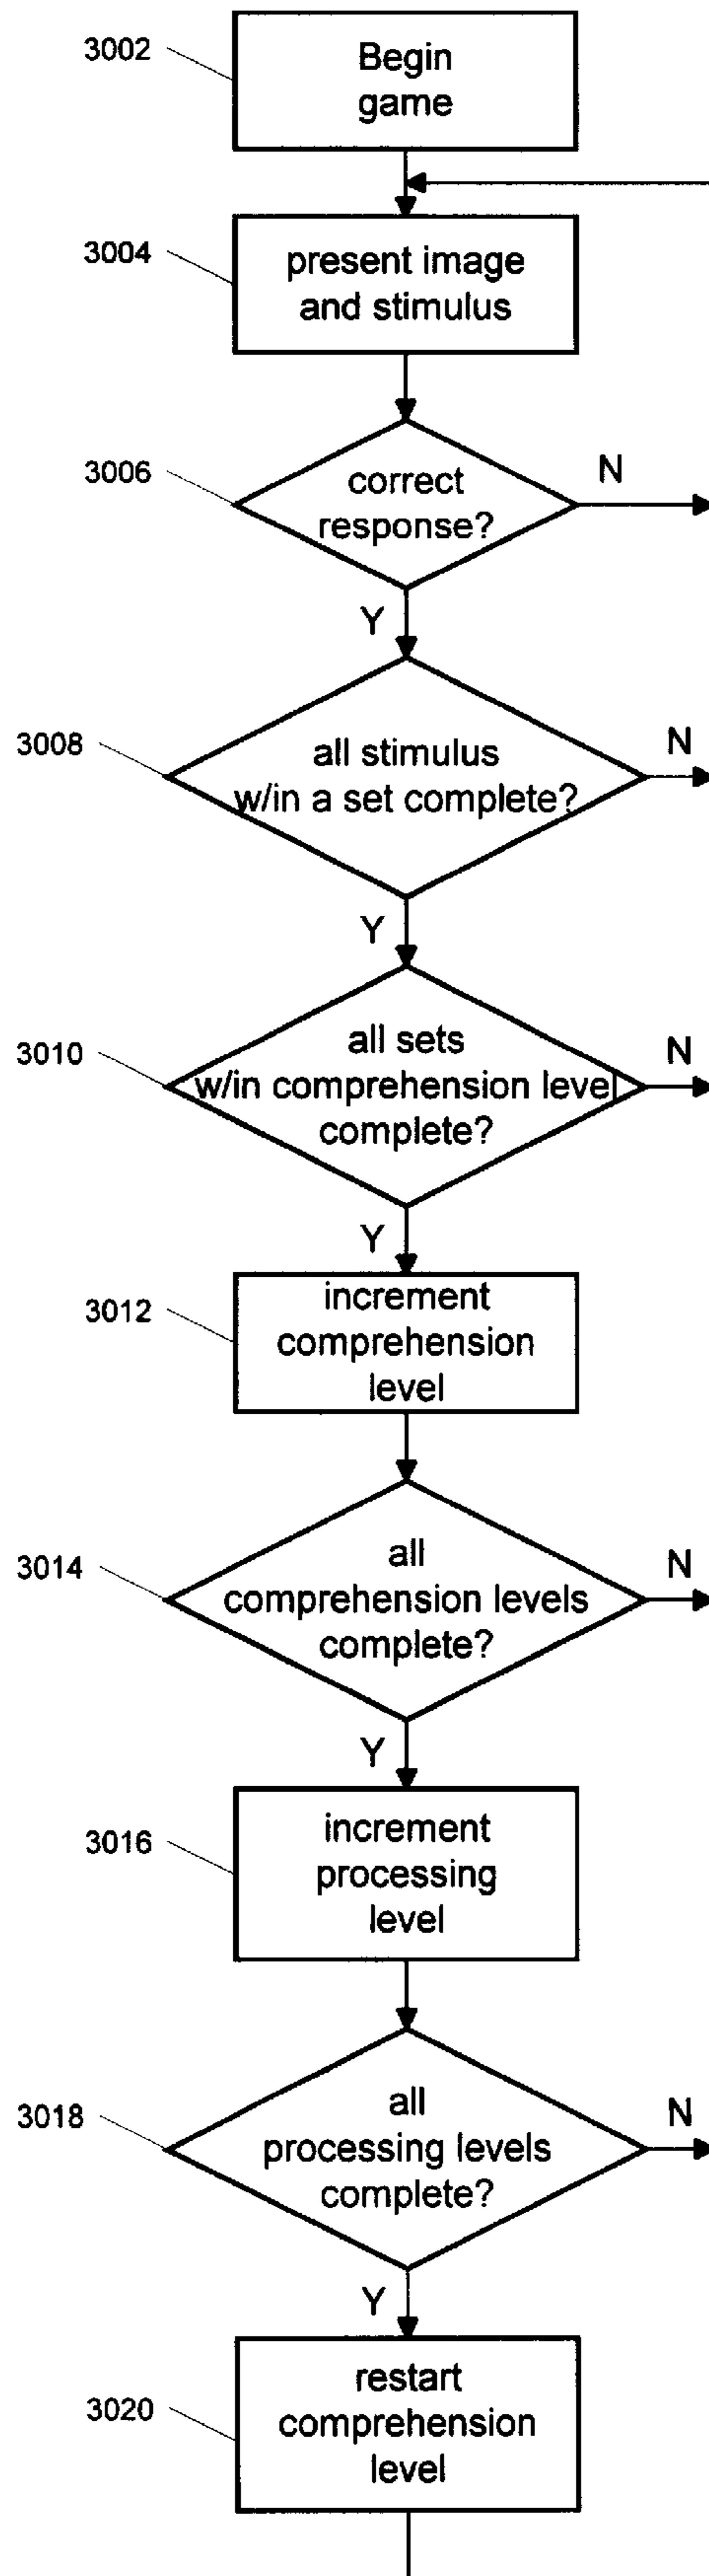 3002
Begin
game
3004
present image
and stimulus
3006
correct
response?
N
Y
3008
all stimulus
w/in a set complete?
N
Y
3010
all sets
w/in comprehension level
complete?
N
Y
3012
increment
comprehension
level
3014
all
comprehension levels
complete?
N
Y
3016
increment
processing
level
3018
all
processing levels
complete?
N
Y
3020
restart
comprehension
level